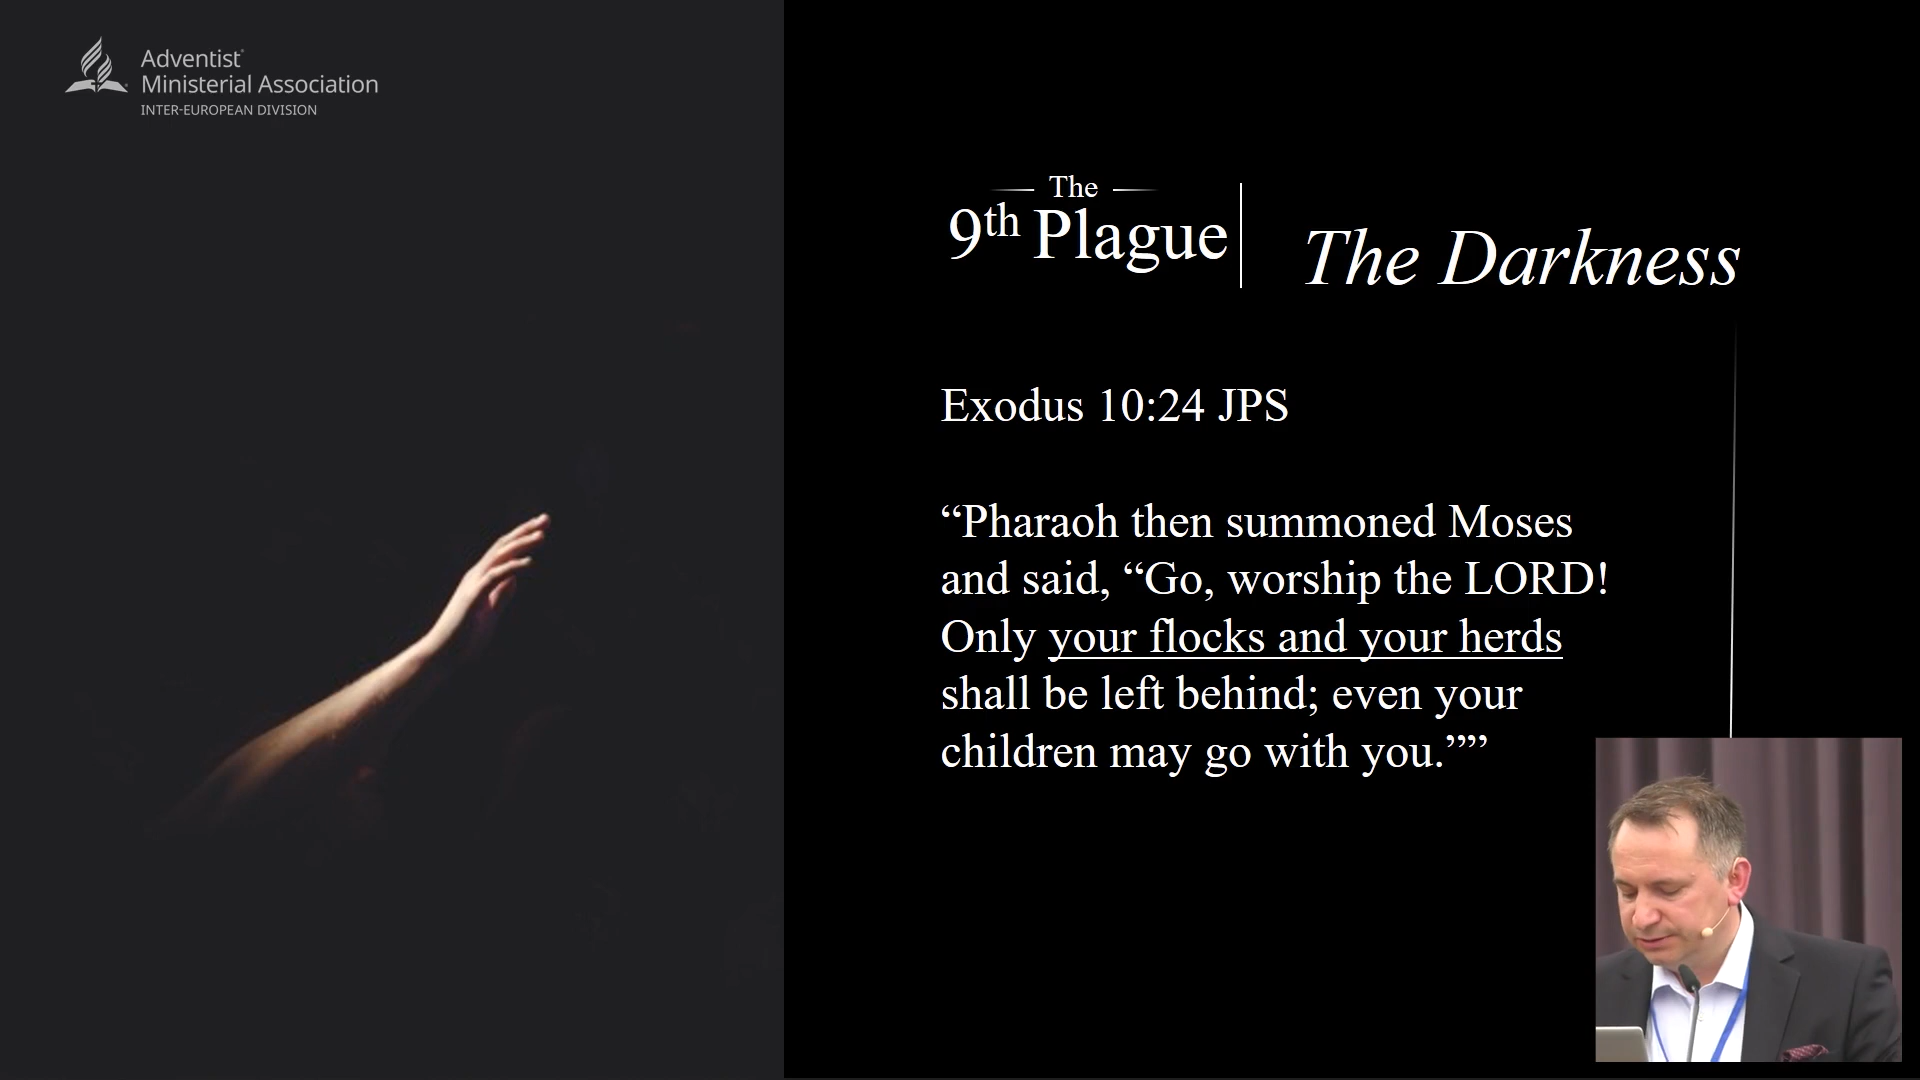 Adventist
Ministerial Association
INTER-EUROPEAN DIVISION
The
9th Plague
The Darkness
Exodus 10:24 JPS
“Pharaoh then summoned Moses
and said, “Go, worship the LORD!
Only your flocks and your herds
shall be left behind; even your
children may go with you.”””